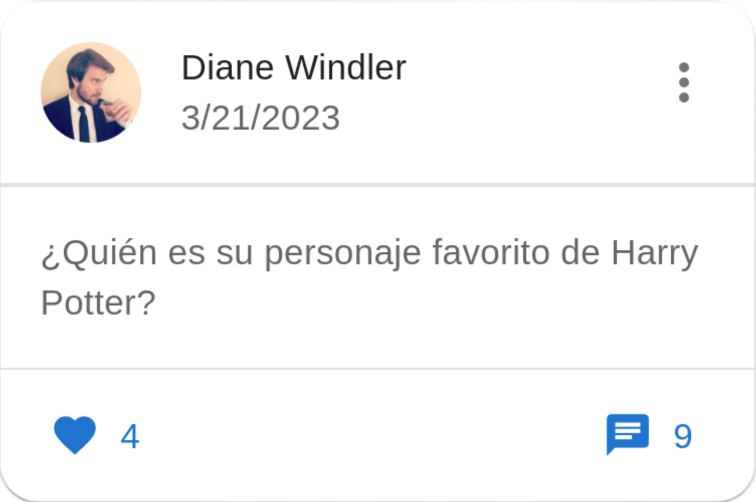 Diane Windler
3/21/2023
¿Quién es su personaje favorito de Harry
Potter?
4
9